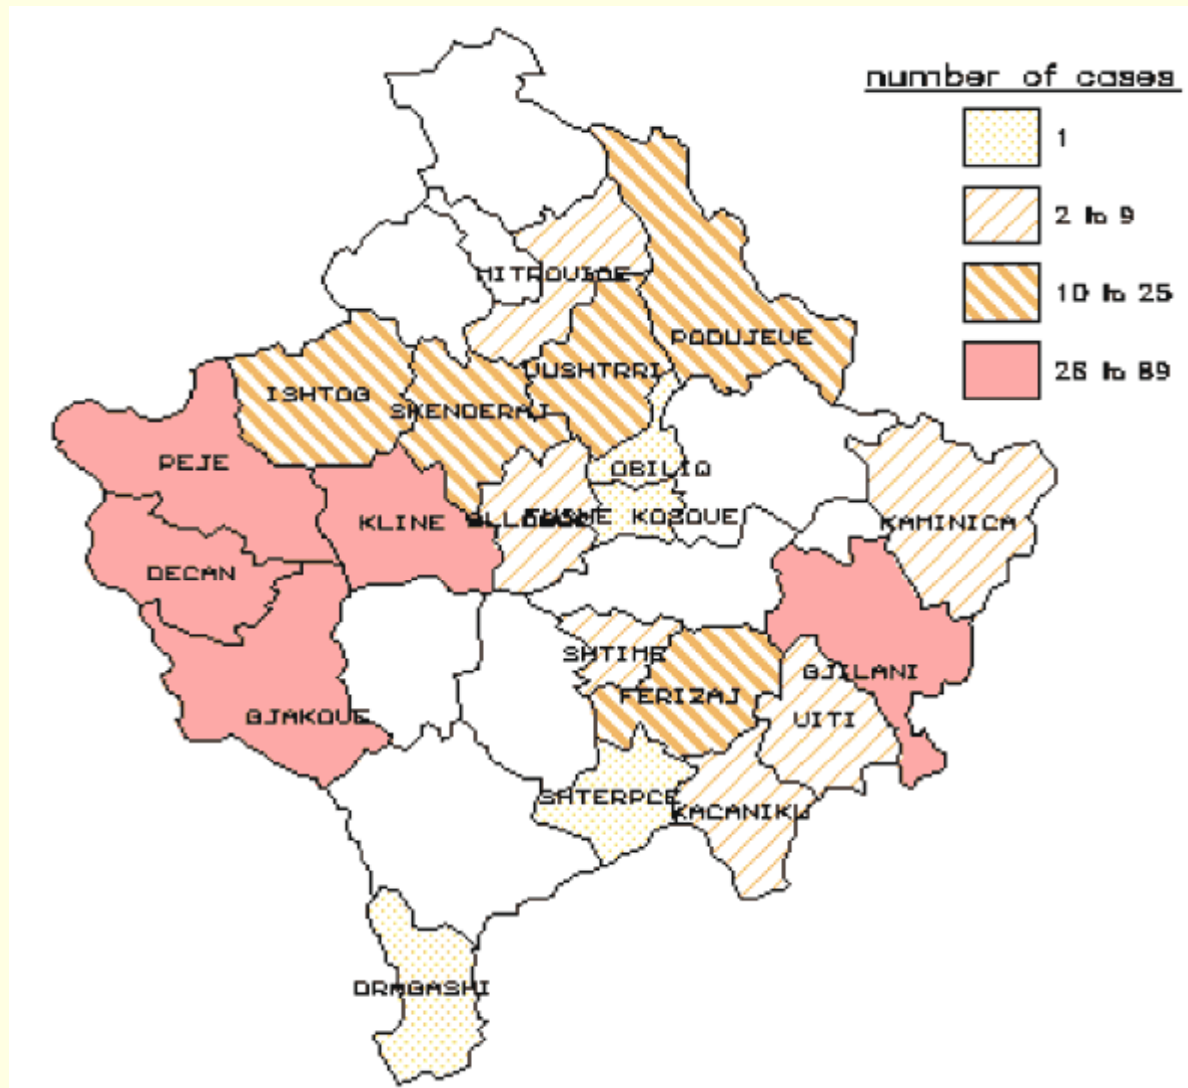 number of cases
1
2 to 9
10 to 25
26 to 89
MITROVICE
PODUJEVE
VUSHTRRI
ISHTOG
SKENDERAJ
PEJE
OBILIQ
KLINE
FUSHE KOSOVE
KAMINICA
DECAN
SHTIME
GJILANI
FERIZAJ
GJAKOVE
VITI
SHTERPCE
KACANIKU
DRAGASHI